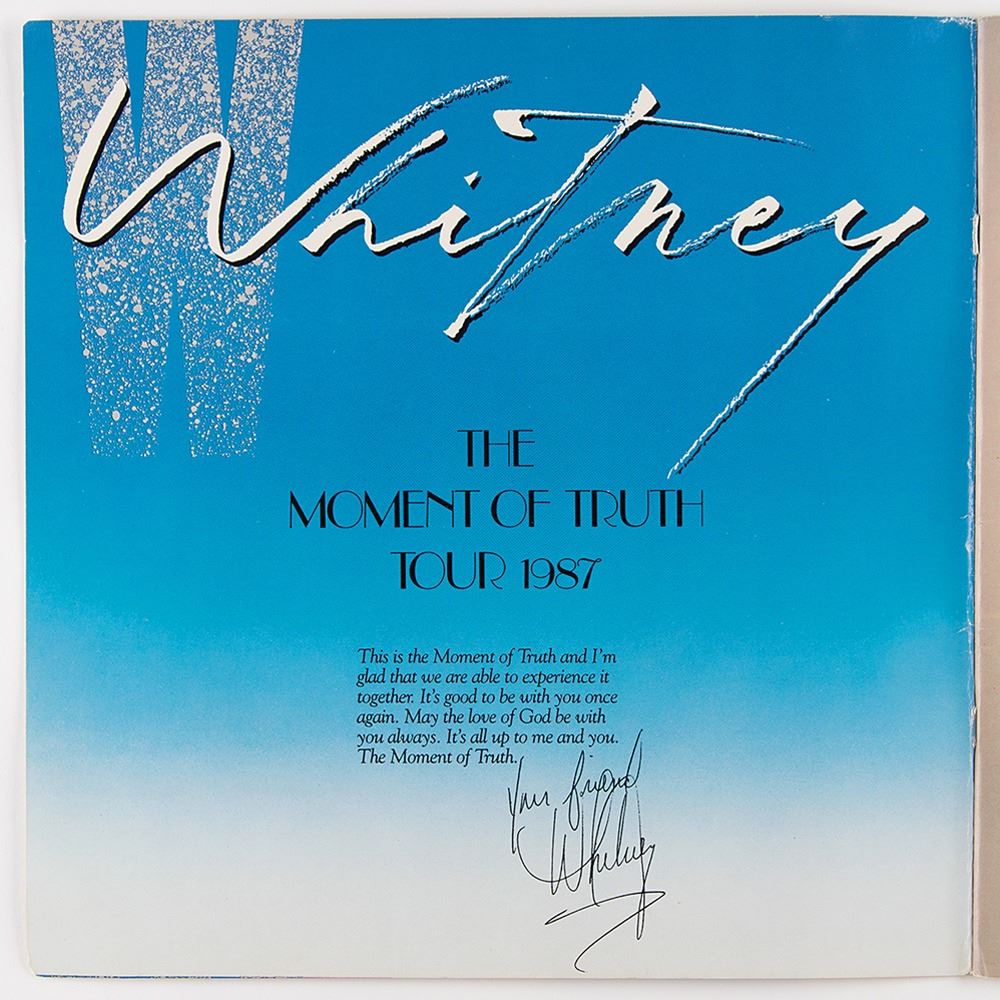 Whitney
THE
MOMENT OF TRUTH
TOUR 1987
This is the Moment of Truth and I'm
glad that we are able to experience it
together. It's good to be with you once
again. May the love of God be with
you always. It's all up to me and you.
The Moment of Truth.
Your friend
Whitney